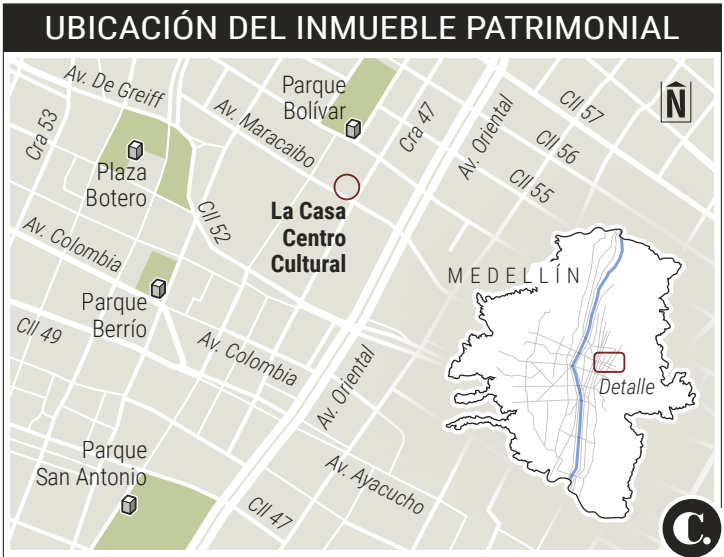 UBICACIÓN DEL INMUEBLE PATRIMONIAL
Av. De Greiff
Cra 53
Plaza
Botero
Av. Maracaibo
Parque
Bolívar
Cra 47
Av. Oriental
Cll 57
Cll 56
Cll 55
N
Cll 52
La Casa
Centro
Cultural
Av. Colombia
Parque
Berrío
Cll 49
Av. Colombia
Av. Oriental
MEDELLÍN
Detalle
Parque
San Antonio
Cll 47
Av. Ayacucho
C.